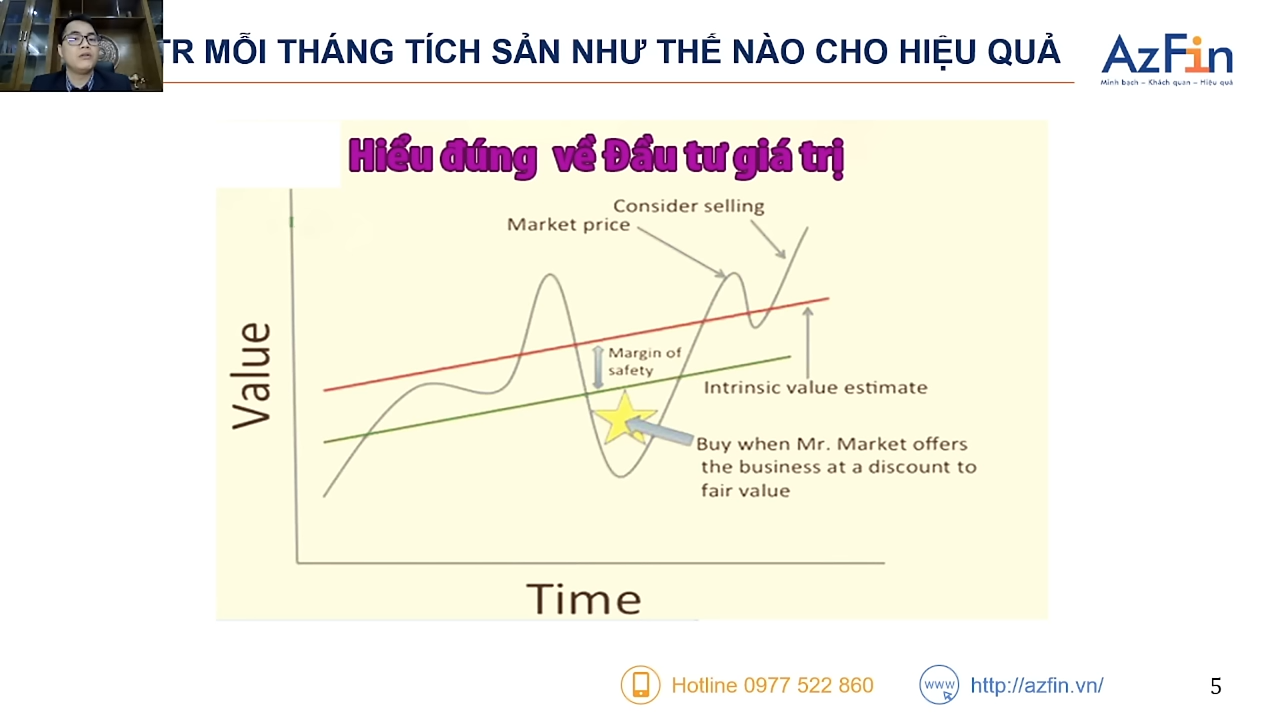 TR MỖI THÁNG TÍCH SẢN NHƯ THẾ NÀO CHO HIỆU QUẢ
AzFin
Minh bạch – Khách quan – Hiệu quả
Hiểu đúng về Đầu tư giá trị
Consider selling
Market price
Value
Margin of
safety
Intrinsic value estimate
Buy when Mr. Market offers
the business at a discount to
fair value
Time
Hotline 0977 522 860
www
http://azfin.vn/
5